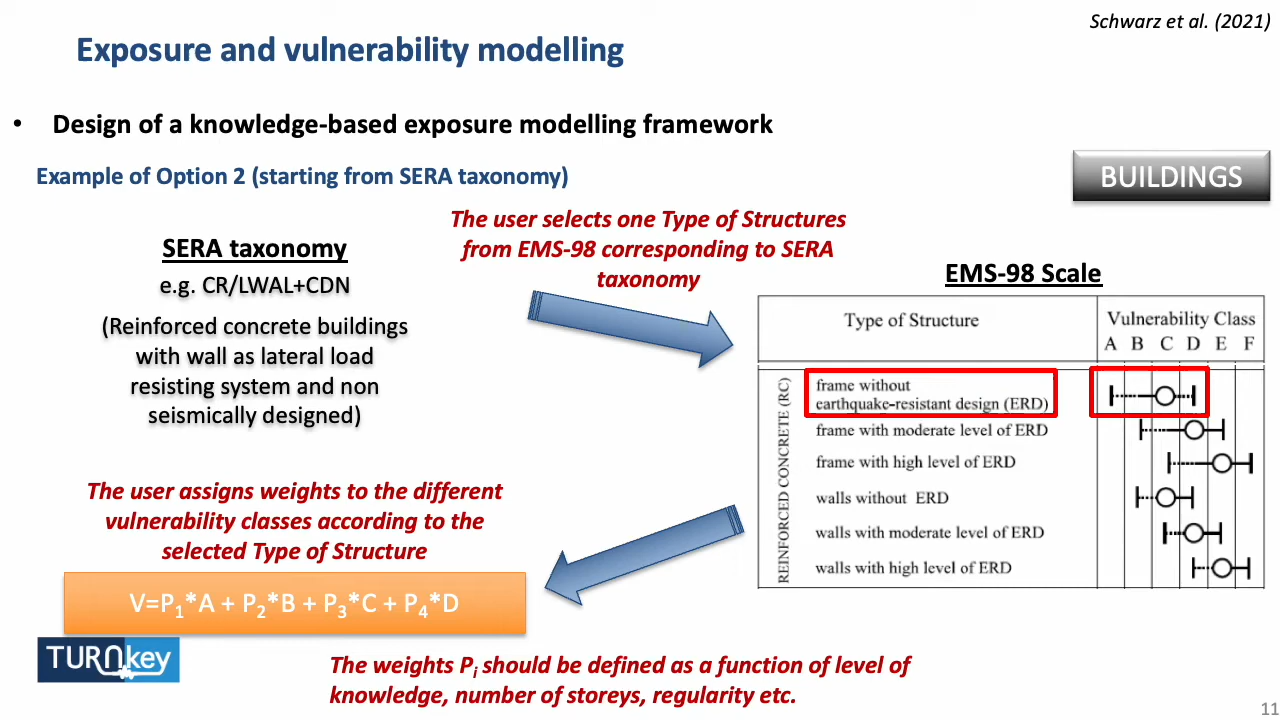 Schwarz et al. (2021)
Exposure and vulnerability modelling
• Design of a knowledge-based exposure modelling framework
Example of Option 2 (starting from SERA taxonomy)
BUILDINGS
The user selects one Type of Structures
from EMS-98 corresponding to SERA
taxonomy
SERA taxonomy
e.g. CR/LWAL+CDN
(Reinforced concrete buildings
with wall as lateral load
resisting system and non
seismically designed)
EMS-98 Scale
Type of Structure
Vulnerability Class
A B C D E F
REINFORCED CONCRETE (RC)
frame without
earthquake-resistant design (ERD)
frame with moderate level of ERD
frame with high level of ERD
walls without ERD
walls with moderate level of ERD
walls with high level of ERD
The user assigns weights to the different
vulnerability classes according to the
selected Type of Structure
V=P₁*A + P₂*B + P₃*C + P₄*D
TURNkey
The weights Pᵢ should be defined as a function of level of
knowledge, number of storeys, regularity etc.
11